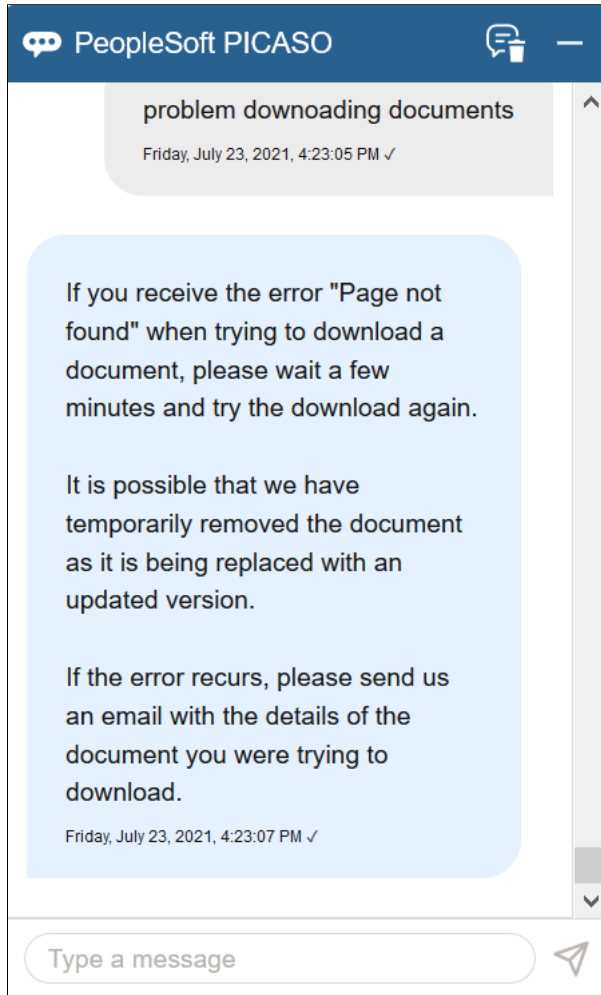 PeopleSoft PICASO
problem downoading documents
Friday, July 23, 2021, 4:23:05 PM ✓
If you receive the error "Page not
found" when trying to download a
document, please wait a few
minutes and try the download again.
It is possible that we have
temporarily removed the document
as it is being replaced with an
updated version.
If the error recurs, please send us
an email with the details of the
document you were trying to
download.
Friday, July 23, 2021, 4:23:07 PM ✓
Type a message